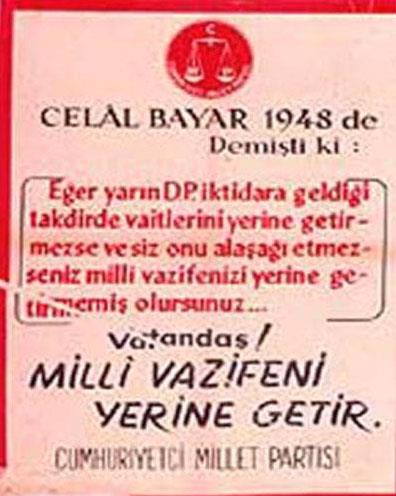 CELÂL BAYAR 1948 de
Demişti ki :
Eğer yarın D.P. iktidara geldiği
takdirde vaitlerini yerine getir-
mezse ve siz onu alaşağı etmez-
seniz milli vazifenizi yerine ge-
tirmemiş olursunuz...
Vatandaş!
MİLLÎ VAZİFENİ
YERİNE GETİR.
CUMHURİYETÇİ MİLLET PARTİSİ